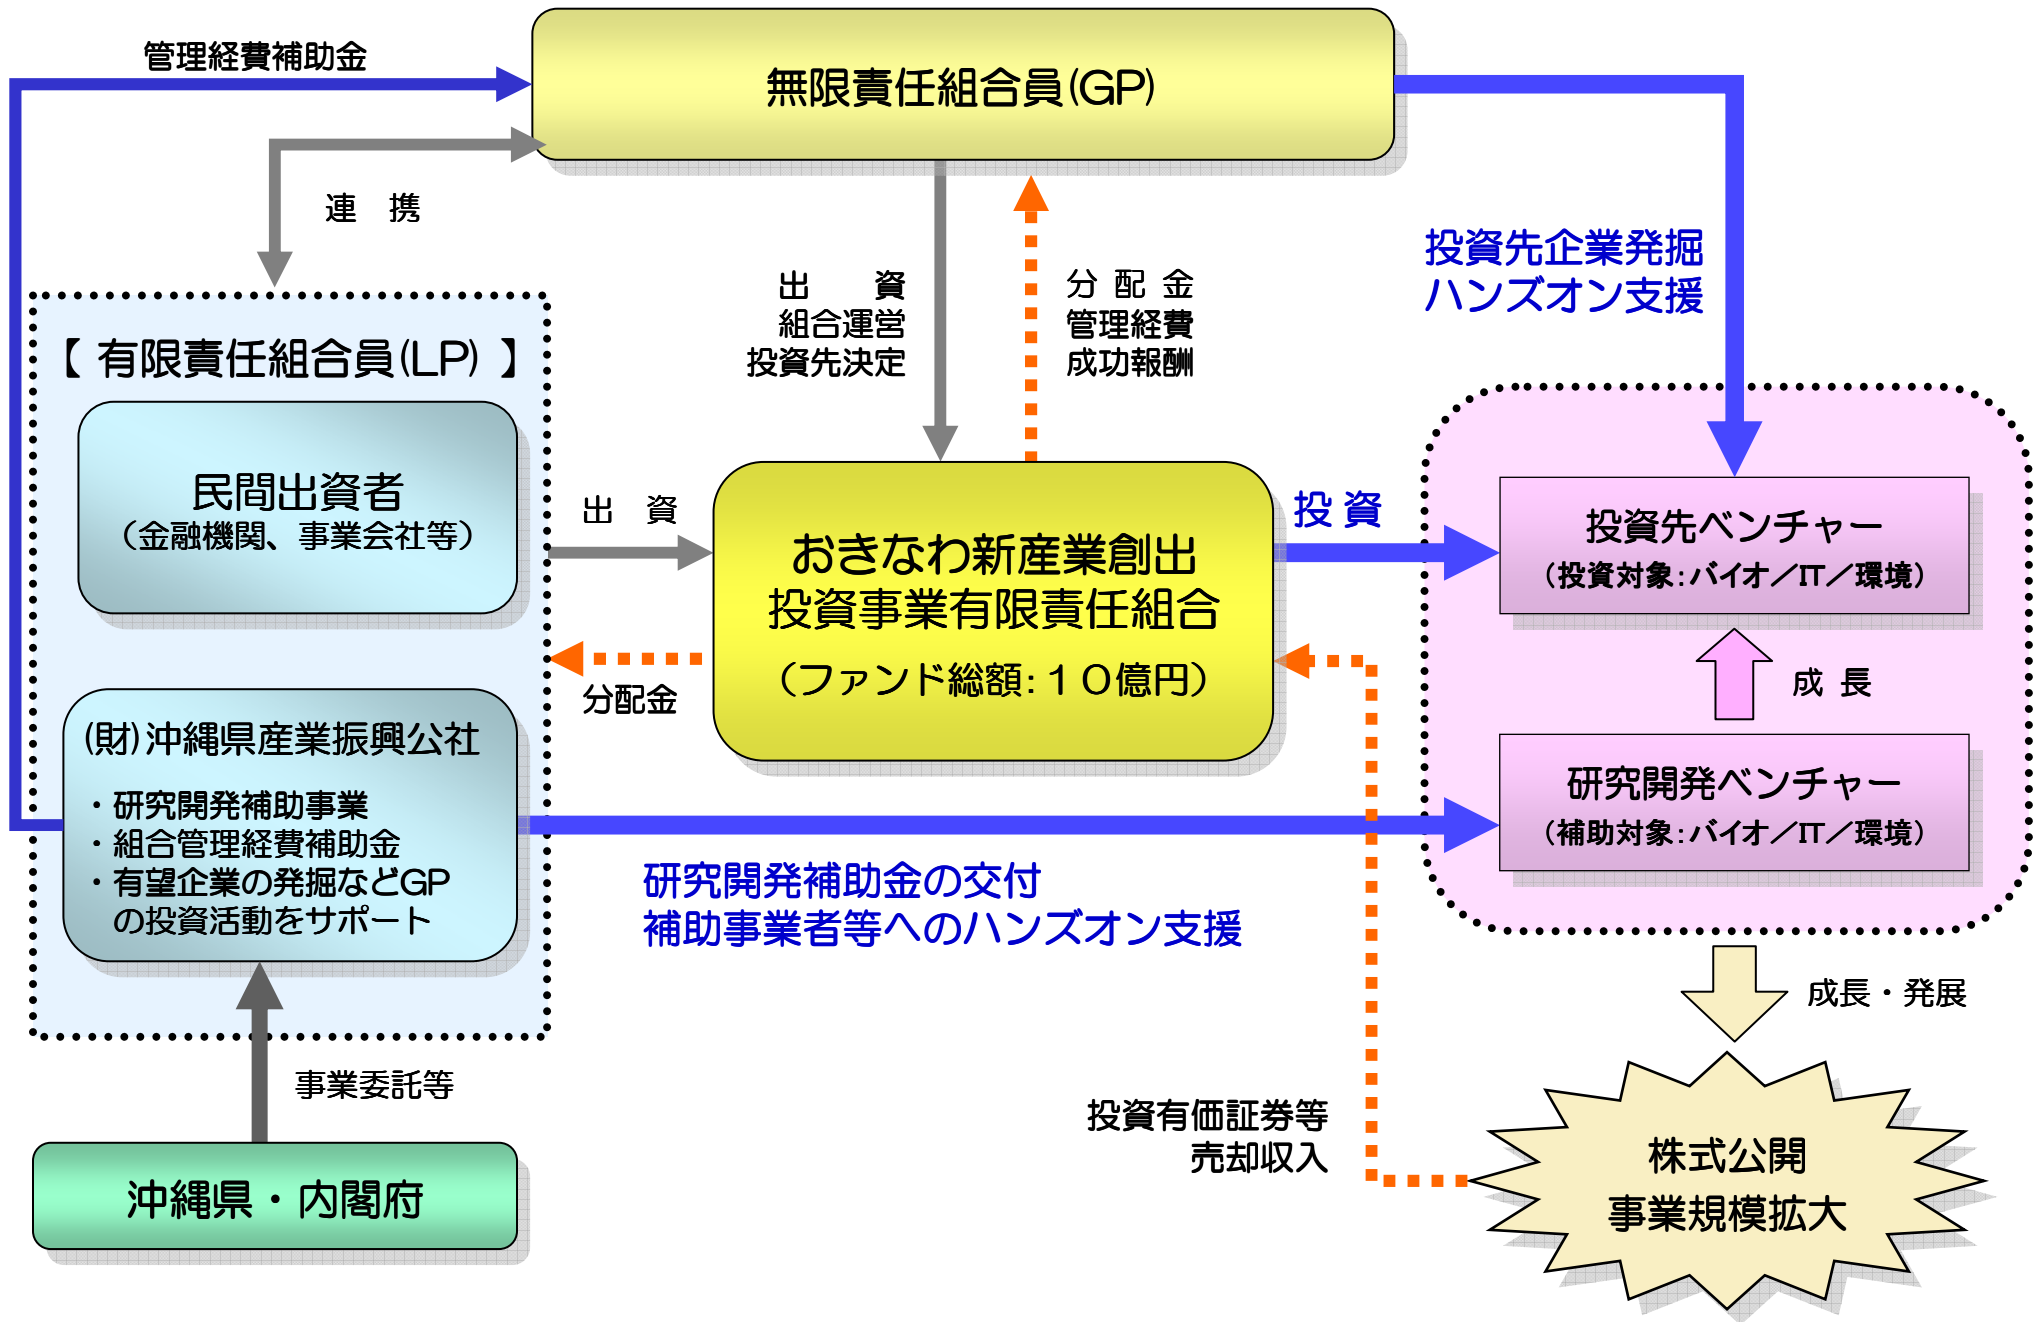 管理経費補助金
無限責任組合員(GP)
連　携
出　　資
組合運営
投資先決定
分 配 金
管理経費
成功報酬
投資先企業発掘
ハンズオン支援
【 有限責任組合員(LP) 】
民間出資者
（金融機関、事業会社等）
出　資
分配金
おきなわ新産業創出
投資事業有限責任組合
（ファンド総額：１０億円）
投 資
投資先ベンチャー
（投資対象：バイオ／IT／環境）
成 長
研究開発ベンチャー
（補助対象：バイオ／IT／環境）
(財)沖縄県産業振興公社
・研究開発補助事業
・組合管理経費補助金
・有望企業の発掘などGP
の投資活動をサポート
研究開発補助金の交付
補助事業者等へのハンズオン支援
成長・発展
事業委託等
沖縄県・内閣府
投資有価証券等
売却収入
株式公開
事業規模拡大